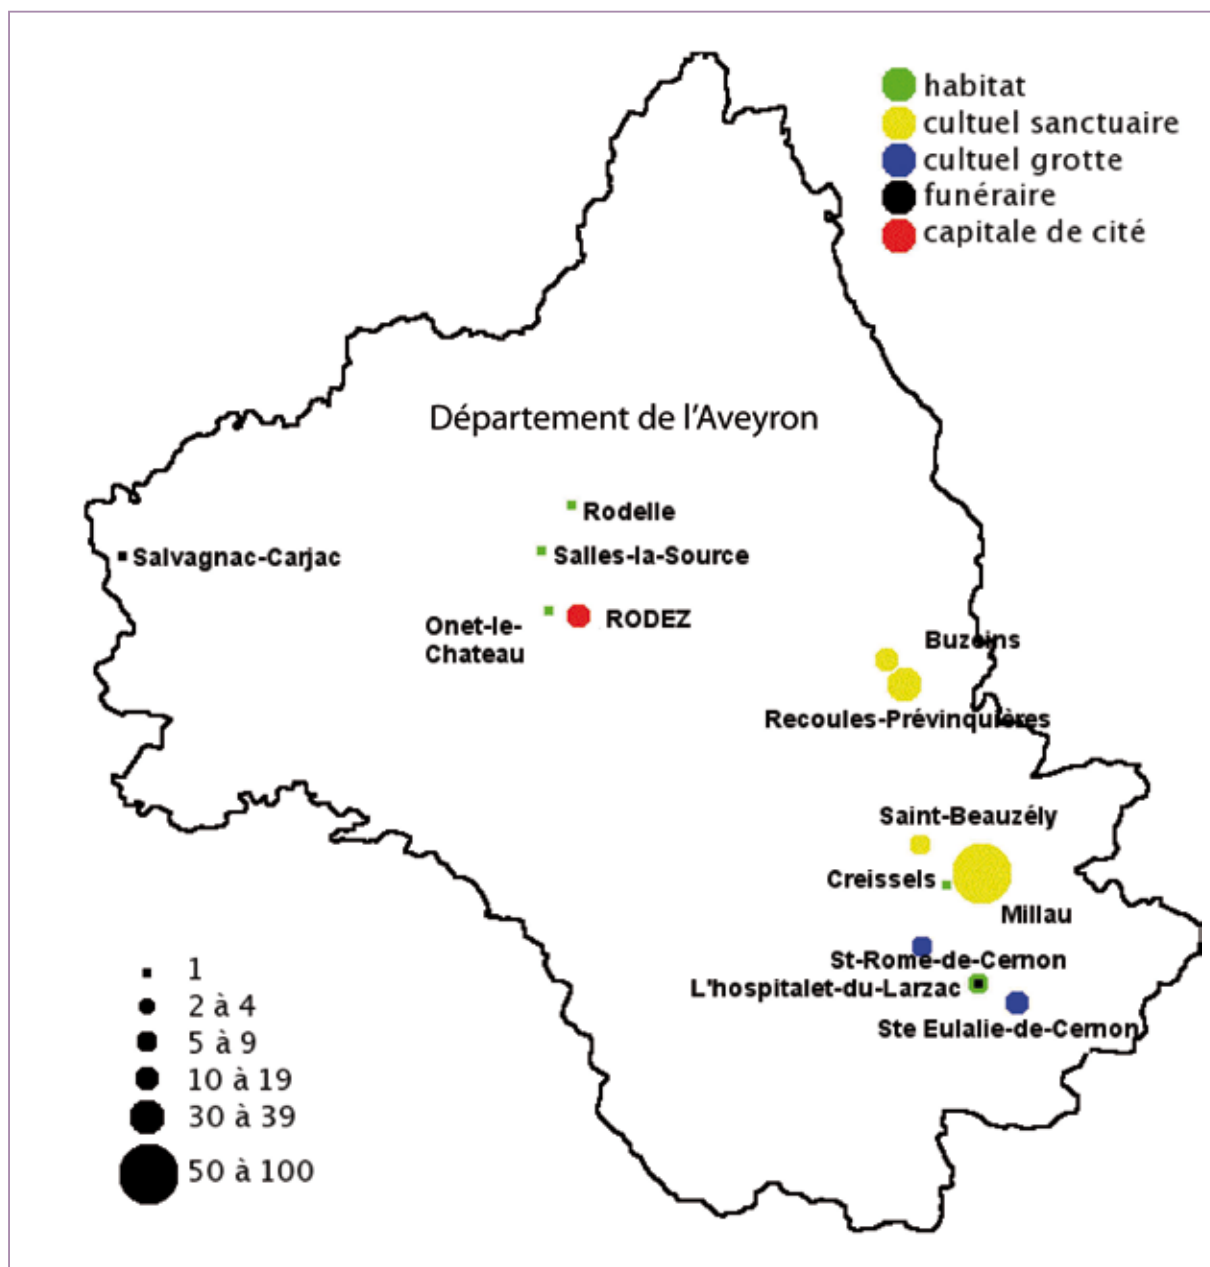 habitat
cultuel sanctuaire
cultuel grotte
funéraire
capitale de cité
Département de l'Aveyron
Rodelle
Salvagnac-Carjac
Salles-la-Source
Onet-le-
Chateau
RODEZ
Buzeins
Recoules-Prévinquières
Saint-Beauzély
Creissels
Millau
St-Rome-de-Cernon
L'hospitalet-du-Larzac
Ste Eulalie-de-Cernon
1
2 à 4
5 à 9
10 à 19
30 à 39
50 à 100